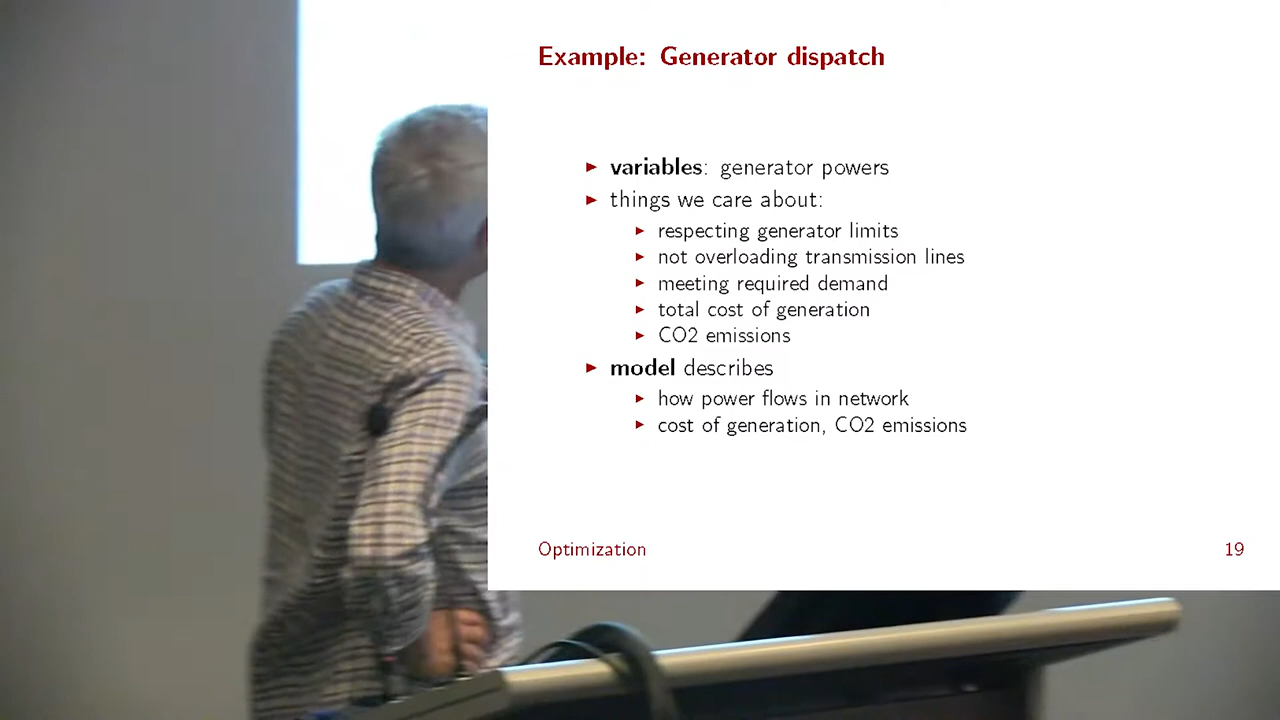 Example: Generator dispatch
▶ variables: generator powers
▶ things we care about:
▶ respecting generator limits
▶ not overloading transmission lines
▶ meeting required demand
▶ total cost of generation
▶ CO2 emissions
▶ model describes
▶ how power flows in network
▶ cost of generation, CO2 emissions
Optimization 19